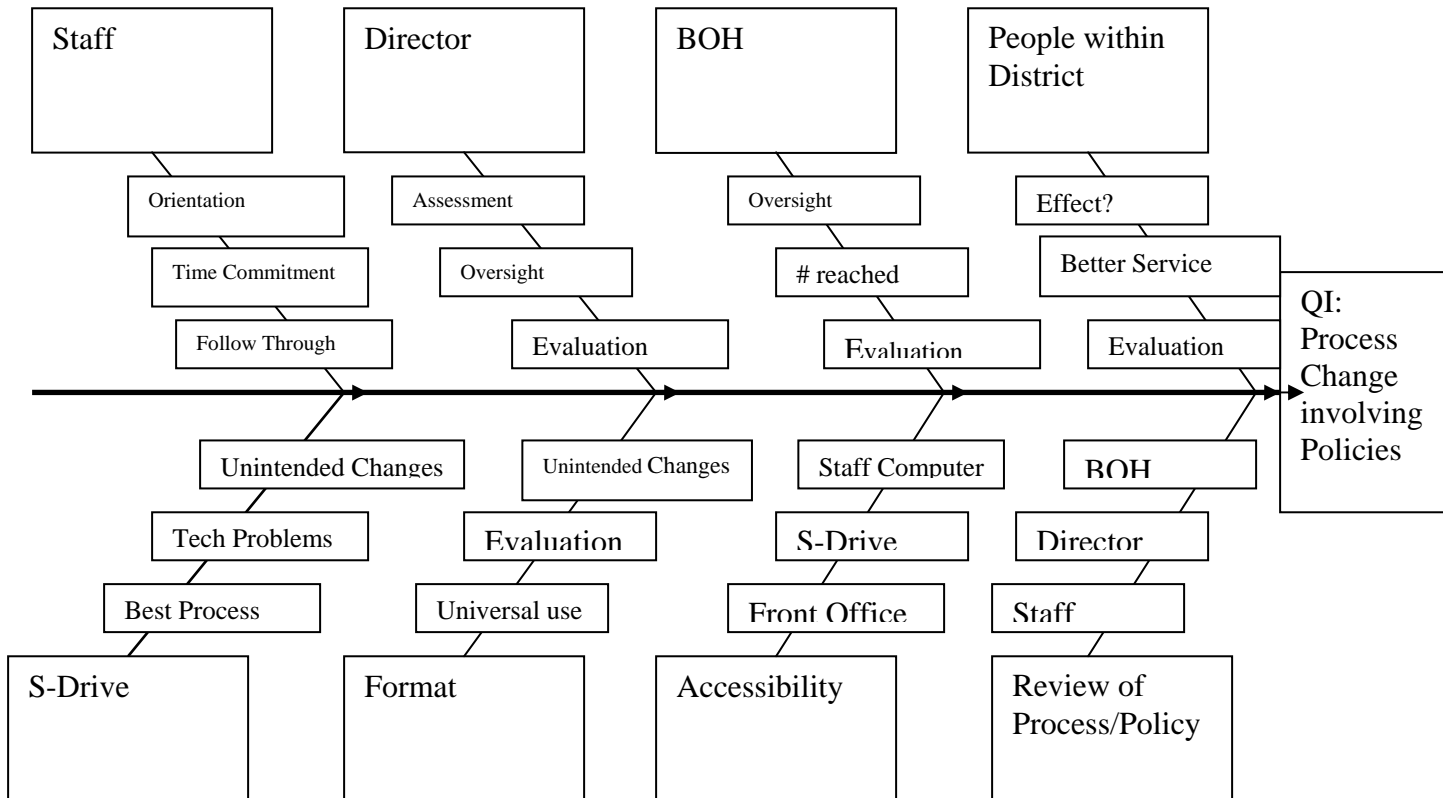 Staff
Director
BOH
People within
District
Orientation
Assessment
Oversight
Effect?
Time Commitment
Oversight
# reached
Better Service
Follow Through
Evaluation
Evaluation
Evaluation
QI:
Process
Change
involving
Policies
Unintended Changes
Unintended Changes
Staff Computer
BOH
Tech Problems
Evaluation
S-Drive
Director
Best Process
Universal use
Front Office
Staff
S-Drive
Format
Accessibility
Review of
Process/Policy